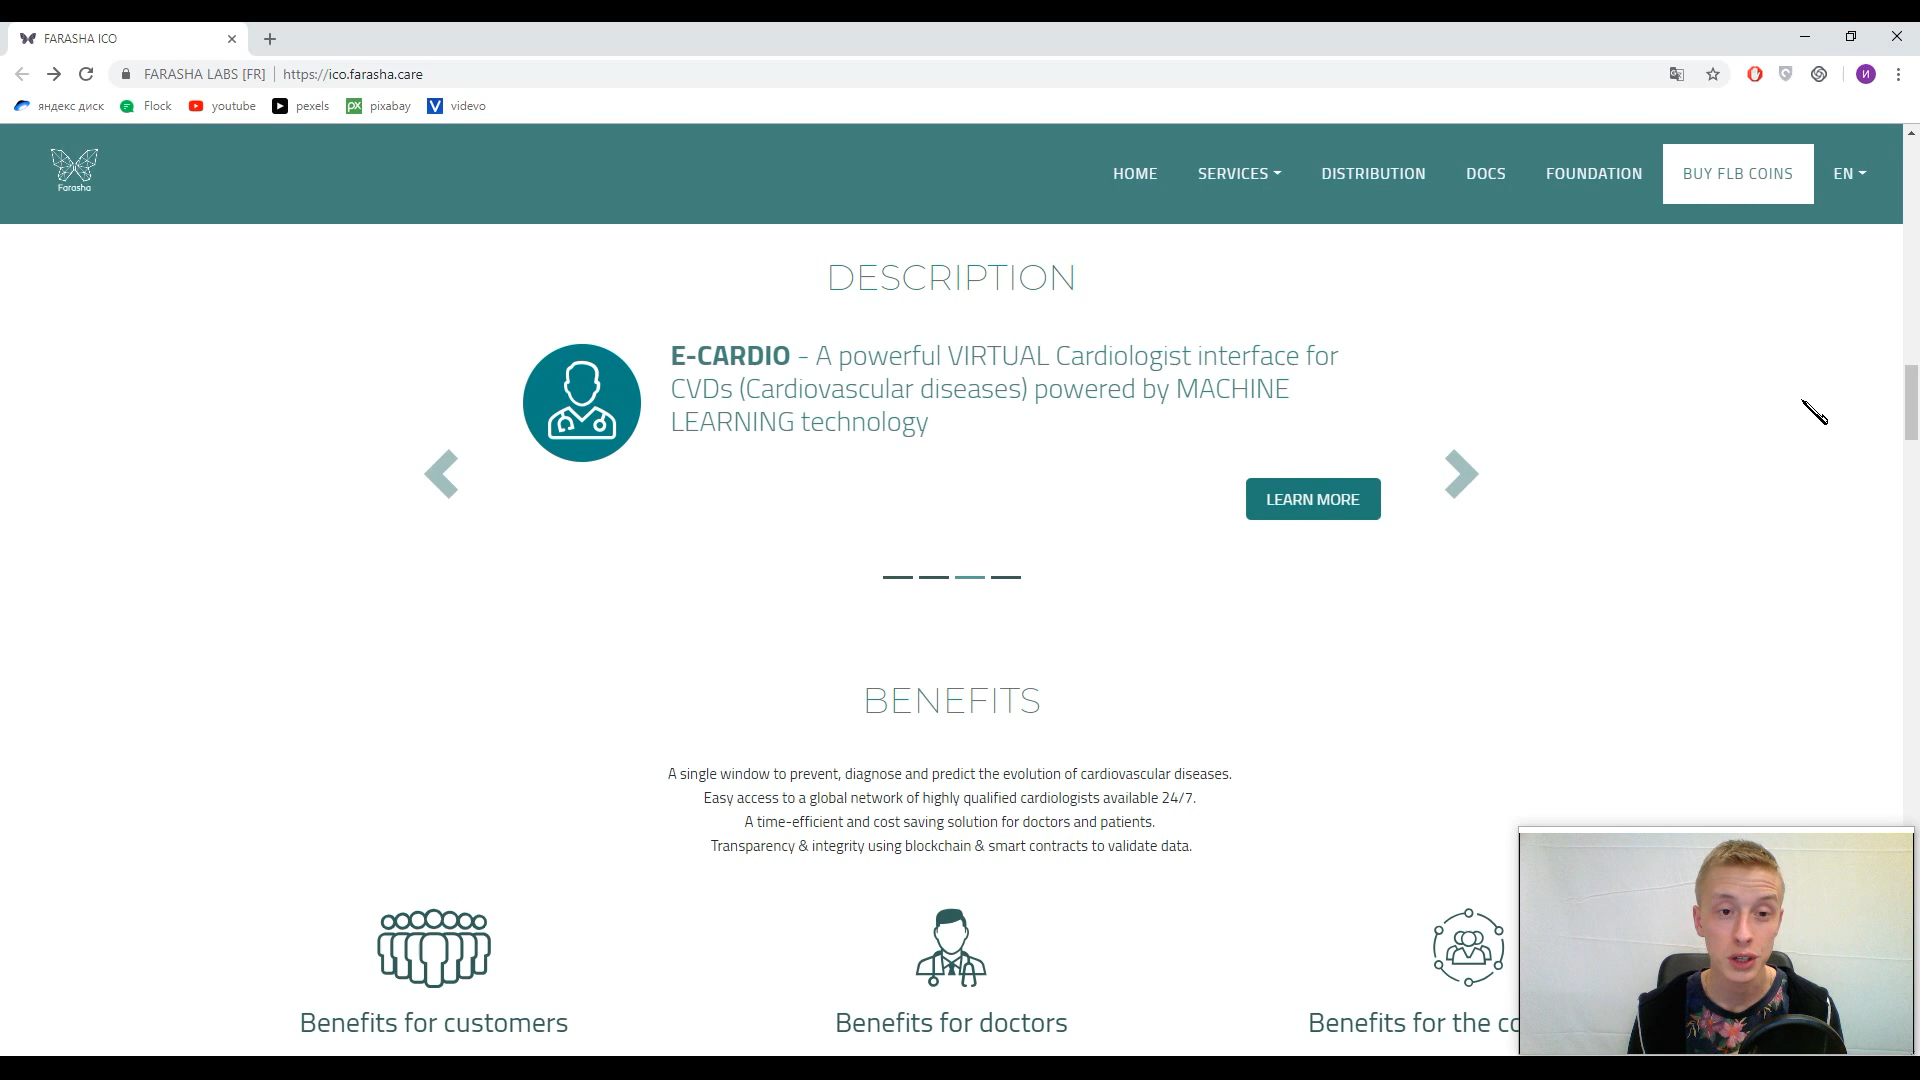 FARASHA ICO
FARASHA LABS [FR]
https://ico.farasha.care
яндекс диск
Flock
youtube
px
pexels
pixabay
V
videvo
И
Farasha
HOME
SERVICES
DISTRIBUTION
DOCS
FOUNDATION
BUY FLB COINS
EN
DESCRIPTION
E-CARDIO - A powerful VIRTUAL Cardiologist interface for
CVDs (Cardiovascular diseases) powered by MACHINE
LEARNING technology
LEARN MORE
BENEFITS
A single window to prevent, diagnose and predict the evolution of cardiovascular diseases.
Easy access to a global network of highly qualified cardiologists available 24/7.
A time-efficient and cost saving solution for doctors and patients.
Transparency & integrity using blockchain & smart contracts to validate data.
Benefits for customers
Benefits for doctors
Benefits for the co